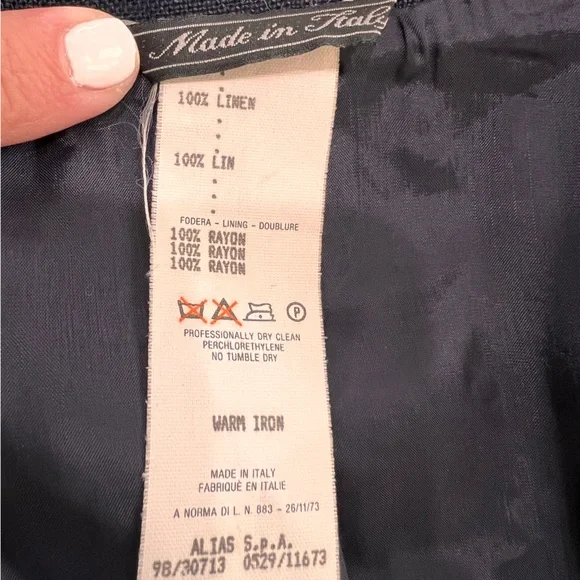 Made in Italy
100% LINEN
100% LIN
FODERA - LINING - DOUBLURE
100% RAYON
100% RAYON
100% RAYON
P
PROFESSIONALLY DRY CLEAN
PERCHLORETHYLENE
NO TUMBLE DRY
WARM IRON
MADE IN ITALY
FABRIQUÉ EN ITALIE
A NORMA DI L. N. 883 - 26/11/73
ALIAS S.p.A.
98/30713 0529/11673